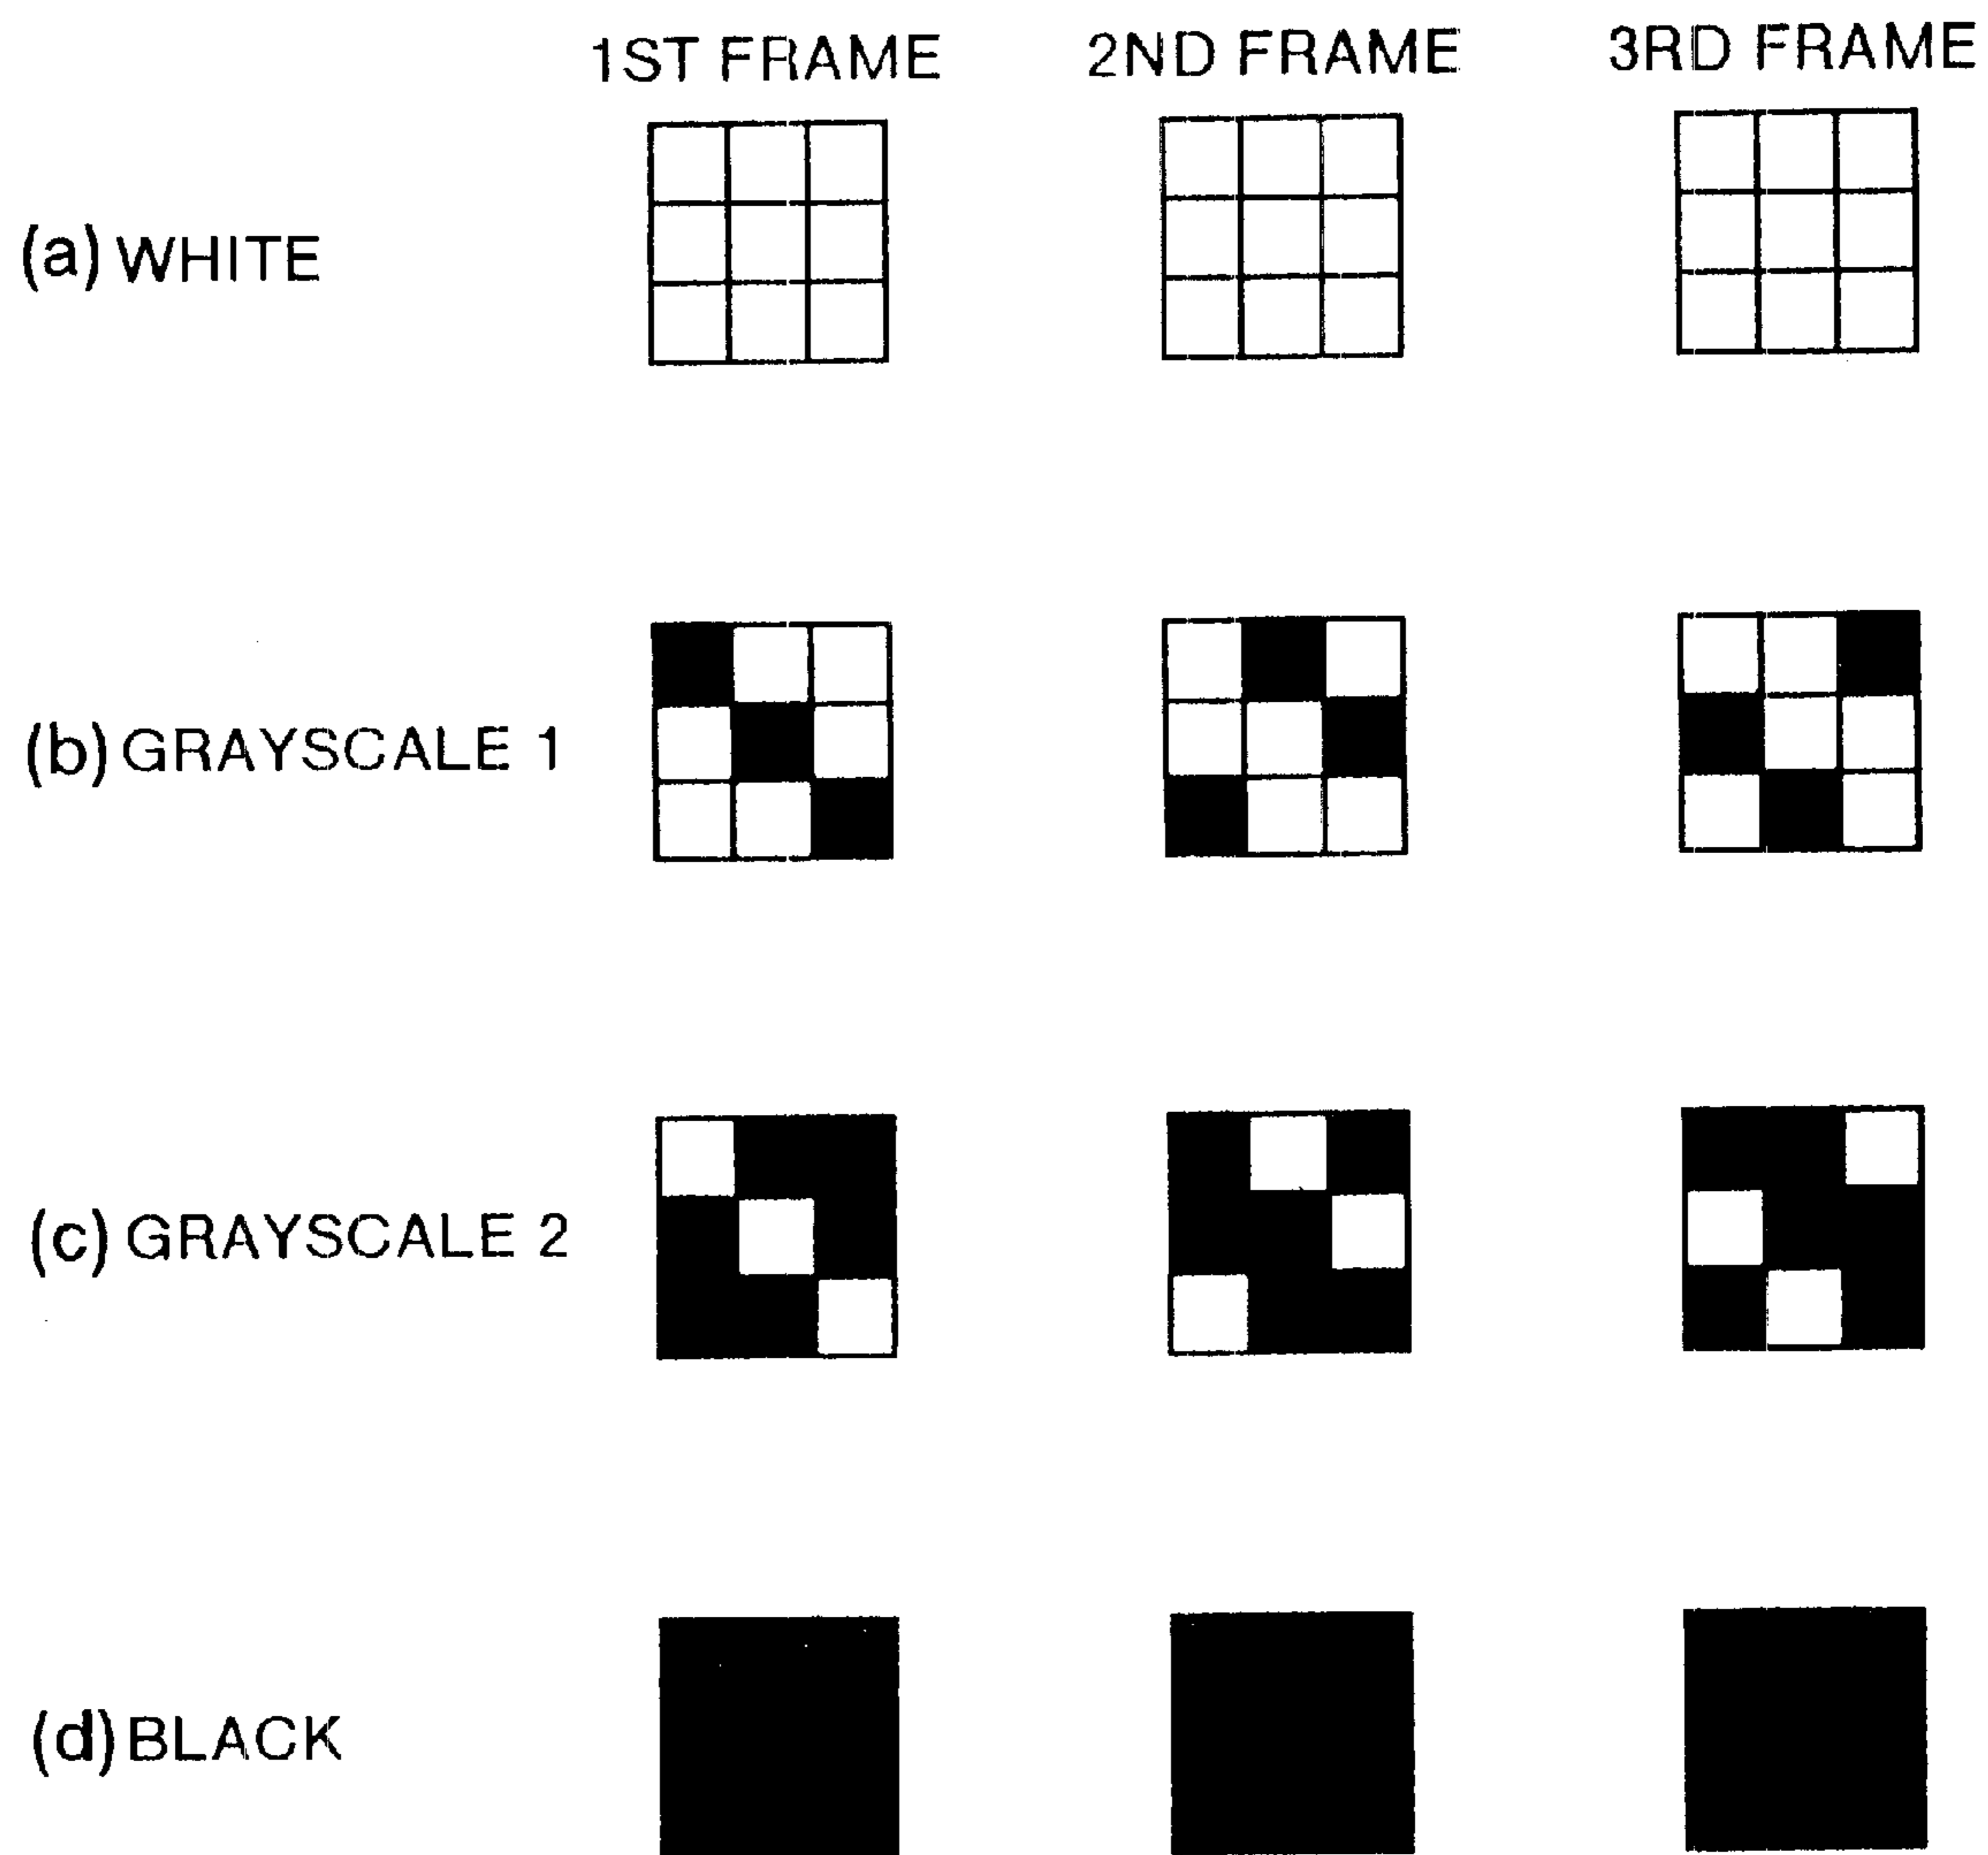 1ST FRAME 2ND FRAME 3RD FRAME
(a) WHITE
(b) GRAYSCALE 1
(c) GRAYSCALE 2
(d) BLACK